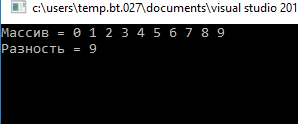 c:\users\temp.bt.027\documents\visual studio 201
Массив = 0 1 2 3 4 5 6 7 8 9
Разность = 9